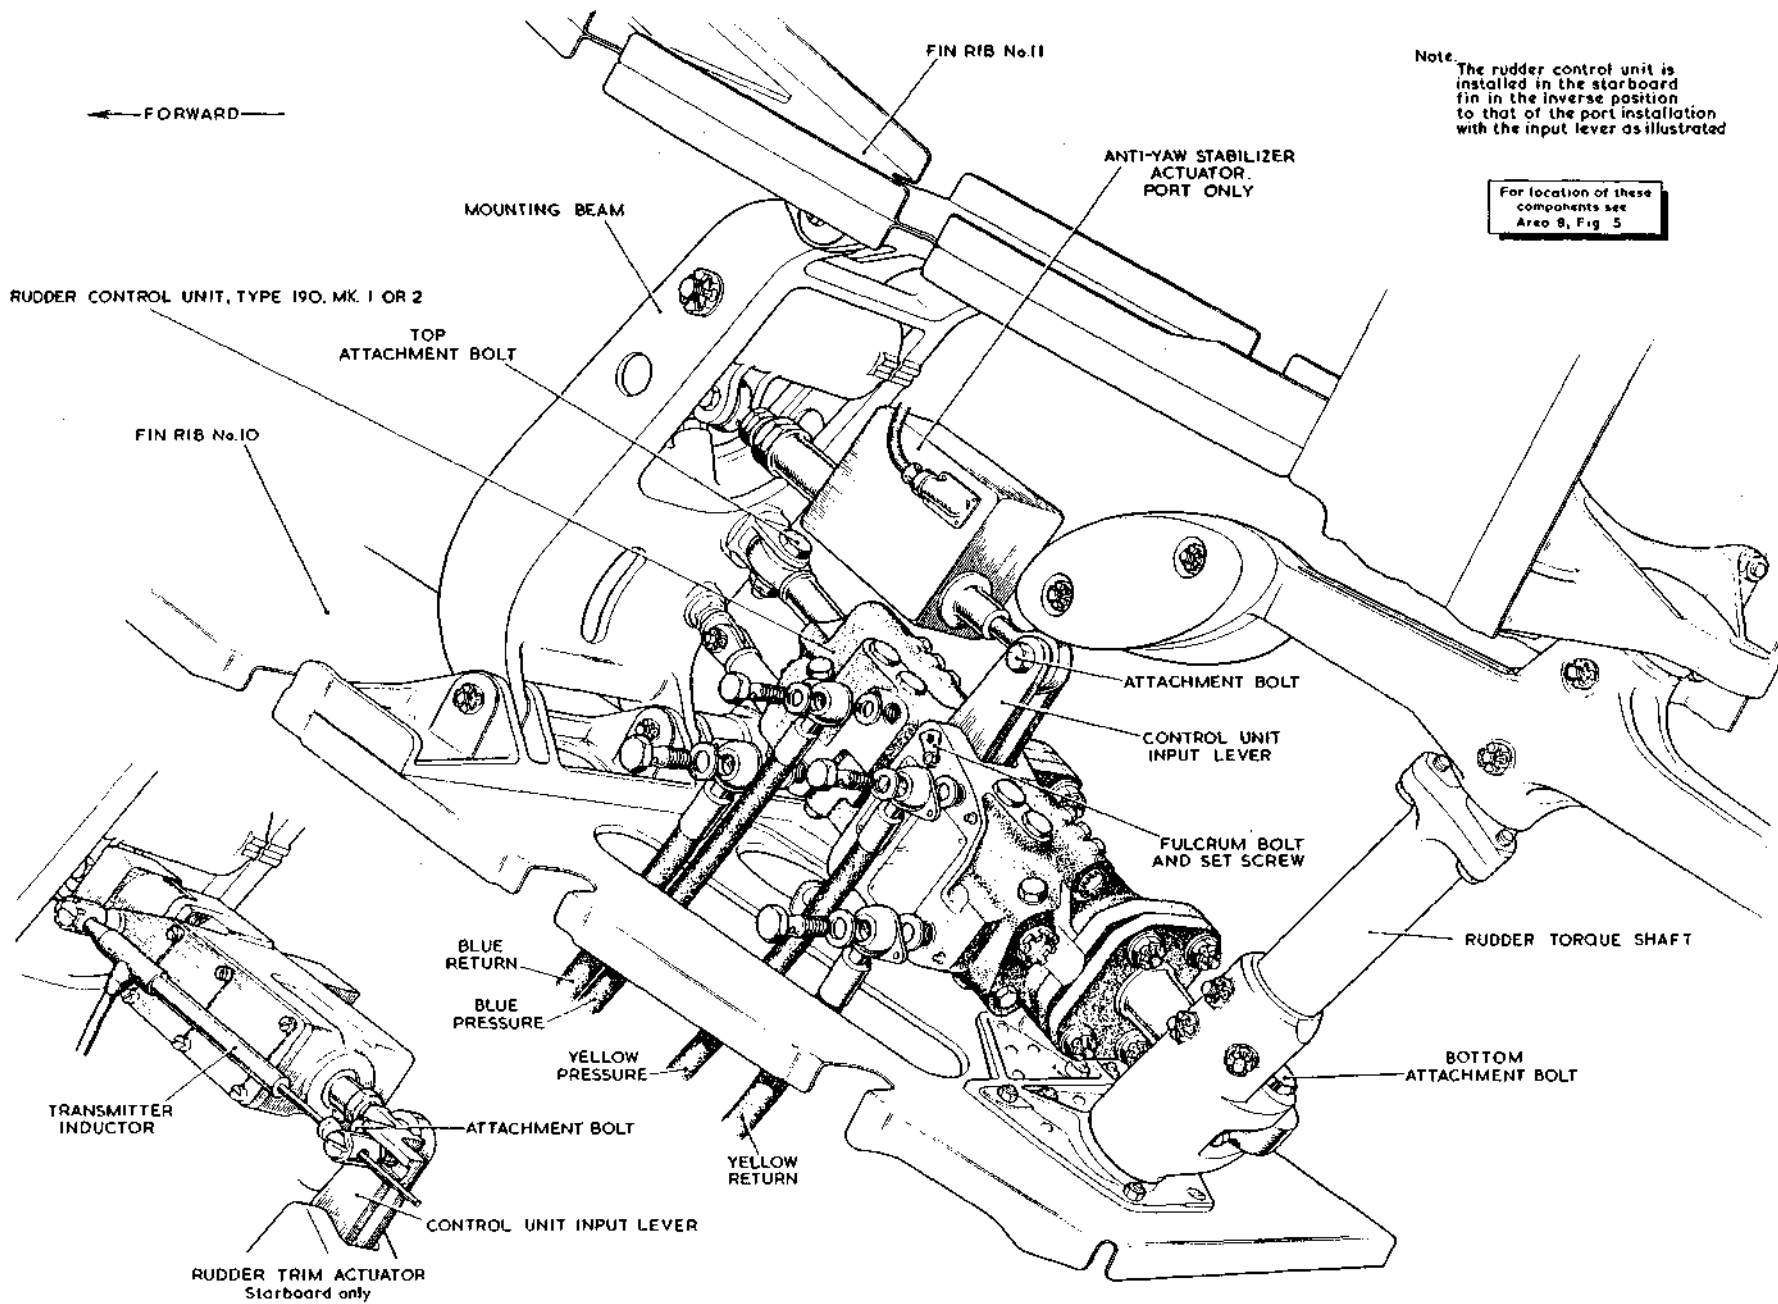 FIN RIB No.11
Note.
The rudder control unit is
installed in the starboard
fin in the inverse position
to that of the port installation
with the input lever as illustrated
FORWARD
ANTI-YAW STABILIZER
ACTUATOR.
PORT ONLY
For location of these
components see
Area 8, Fig 5
MOUNTING BEAM
RUDDER CONTROL UNIT, TYPE 190. MK. 1 OR 2
TOP
ATTACHMENT BOLT
FIN RIB No.10
ATTACHMENT BOLT
CONTROL UNIT
INPUT LEVER
FULCRUM BOLT
AND SET SCREW
RUDDER TORQUE SHAFT
BLUE
RETURN
BLUE
PRESSURE
YELLOW
PRESSURE
BOTTOM
ATTACHMENT BOLT
TRANSMITTER
INDUCTOR
ATTACHMENT BOLT
YELLOW
RETURN
CONTROL UNIT INPUT LEVER
RUDDER TRIM ACTUATOR
Starboard only